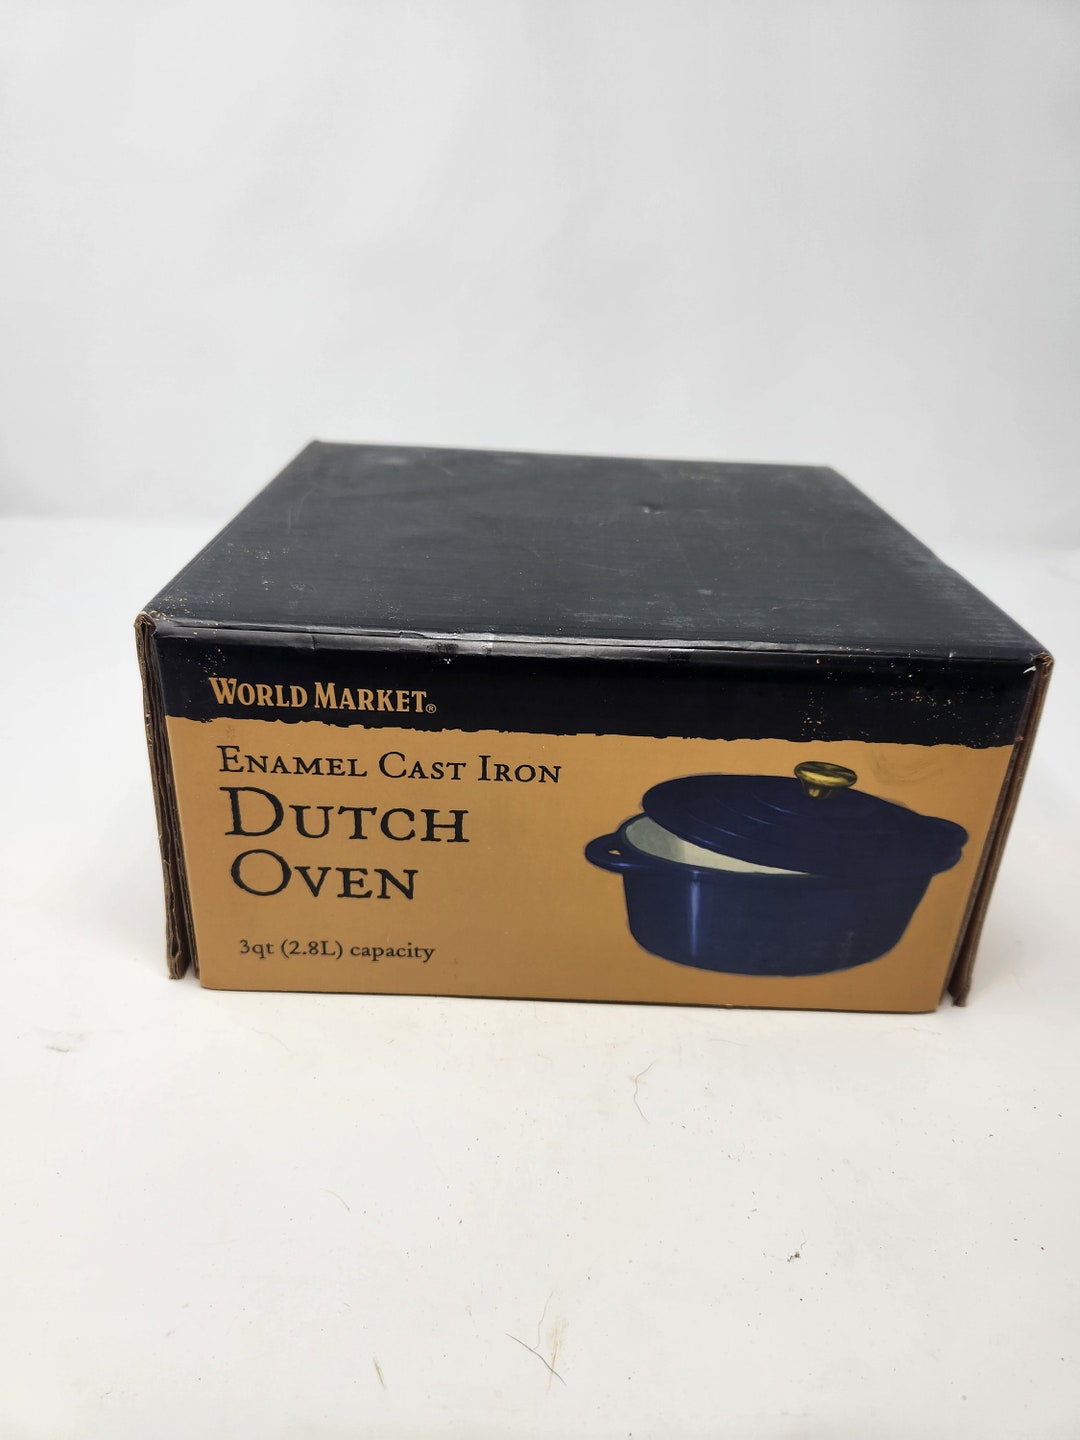 WORLD MARKET®
ENAMEL CAST IRON
DUTCH
OVEN
3qt (2.8L) capacity